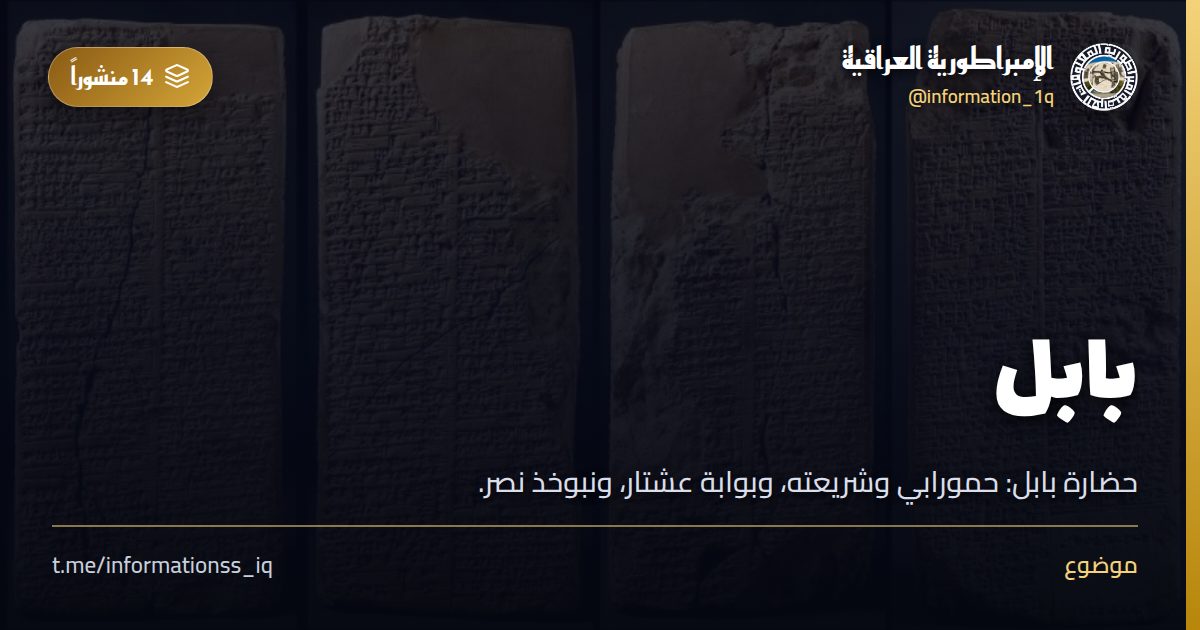 الإمبراطورية العراقية
@information_1q
14 منشوراً
بابل
حضارة بابل: حمورابي وشريعته، وبوابة عشتار، ونبوخذ نصر.
موضوع
t.me/informationss_iq